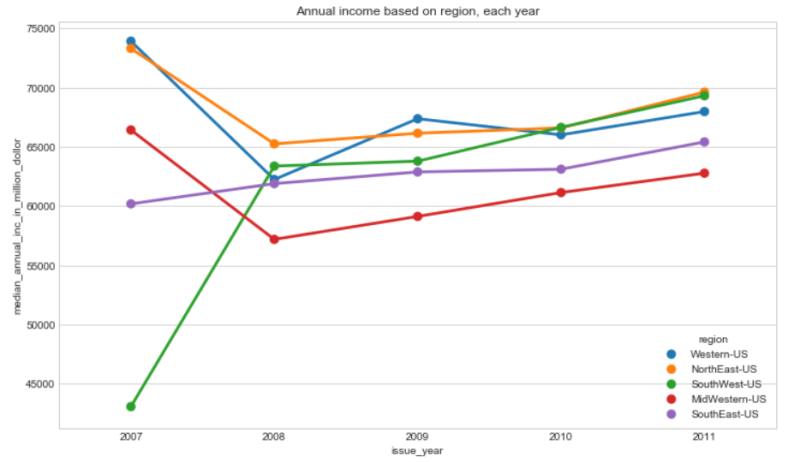 Annual income based on region, each year
75000
70000
65000
60000
55000
50000
45000
median_annual_inc_in_million_dollor
2007 2008 2009 2010 2011
issue_year
region
Western-US
NorthEast-US
SouthWest-US
MidWestern-US
SouthEast-US